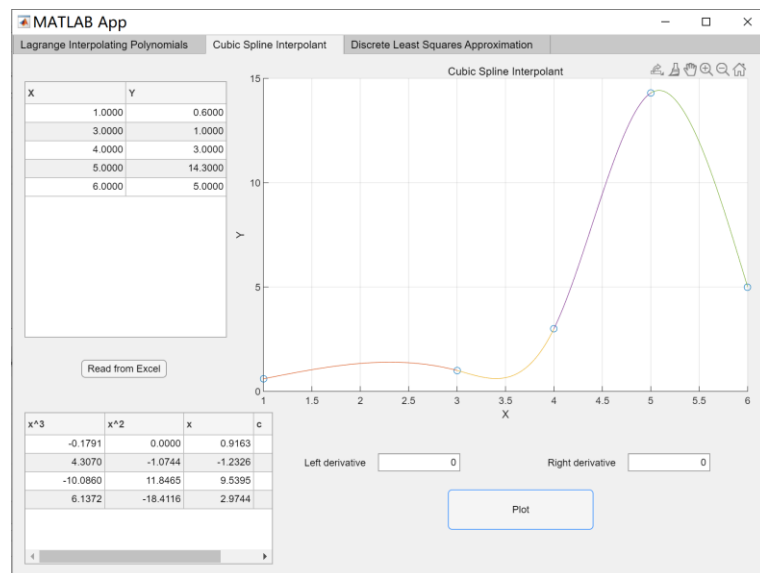 MATLAB App
Lagrange Interpolating Polynomials Cubic Spline Interpolant Discrete Least Squares Approximation
X Y
1.0000 0.6000
3.0000 1.0000
4.0000 3.0000
5.0000 14.3000
6.0000 5.0000
Read from Excel
Cubic Spline Interpolant
15
10
5
0
Y
1 1.5 2 2.5 3 3.5 4 4.5 5 5.5 6
X
x^3 x^2 x c
-0.1791 0.0000 0.9163
4.3070 -1.0744 -1.2326
-10.0860 11.8465 9.5395
6.1372 -18.4116 2.9744
Left derivative 0 Right derivative 0
Plot